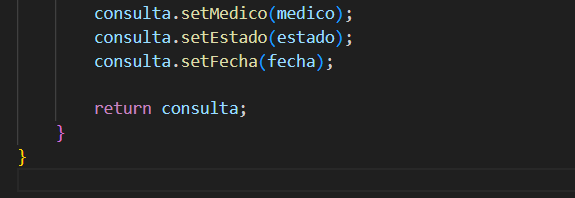 consulta.setMedico(medico);
consulta.setEstado(estado);
consulta.setFecha(fecha);
return consulta;
}
}